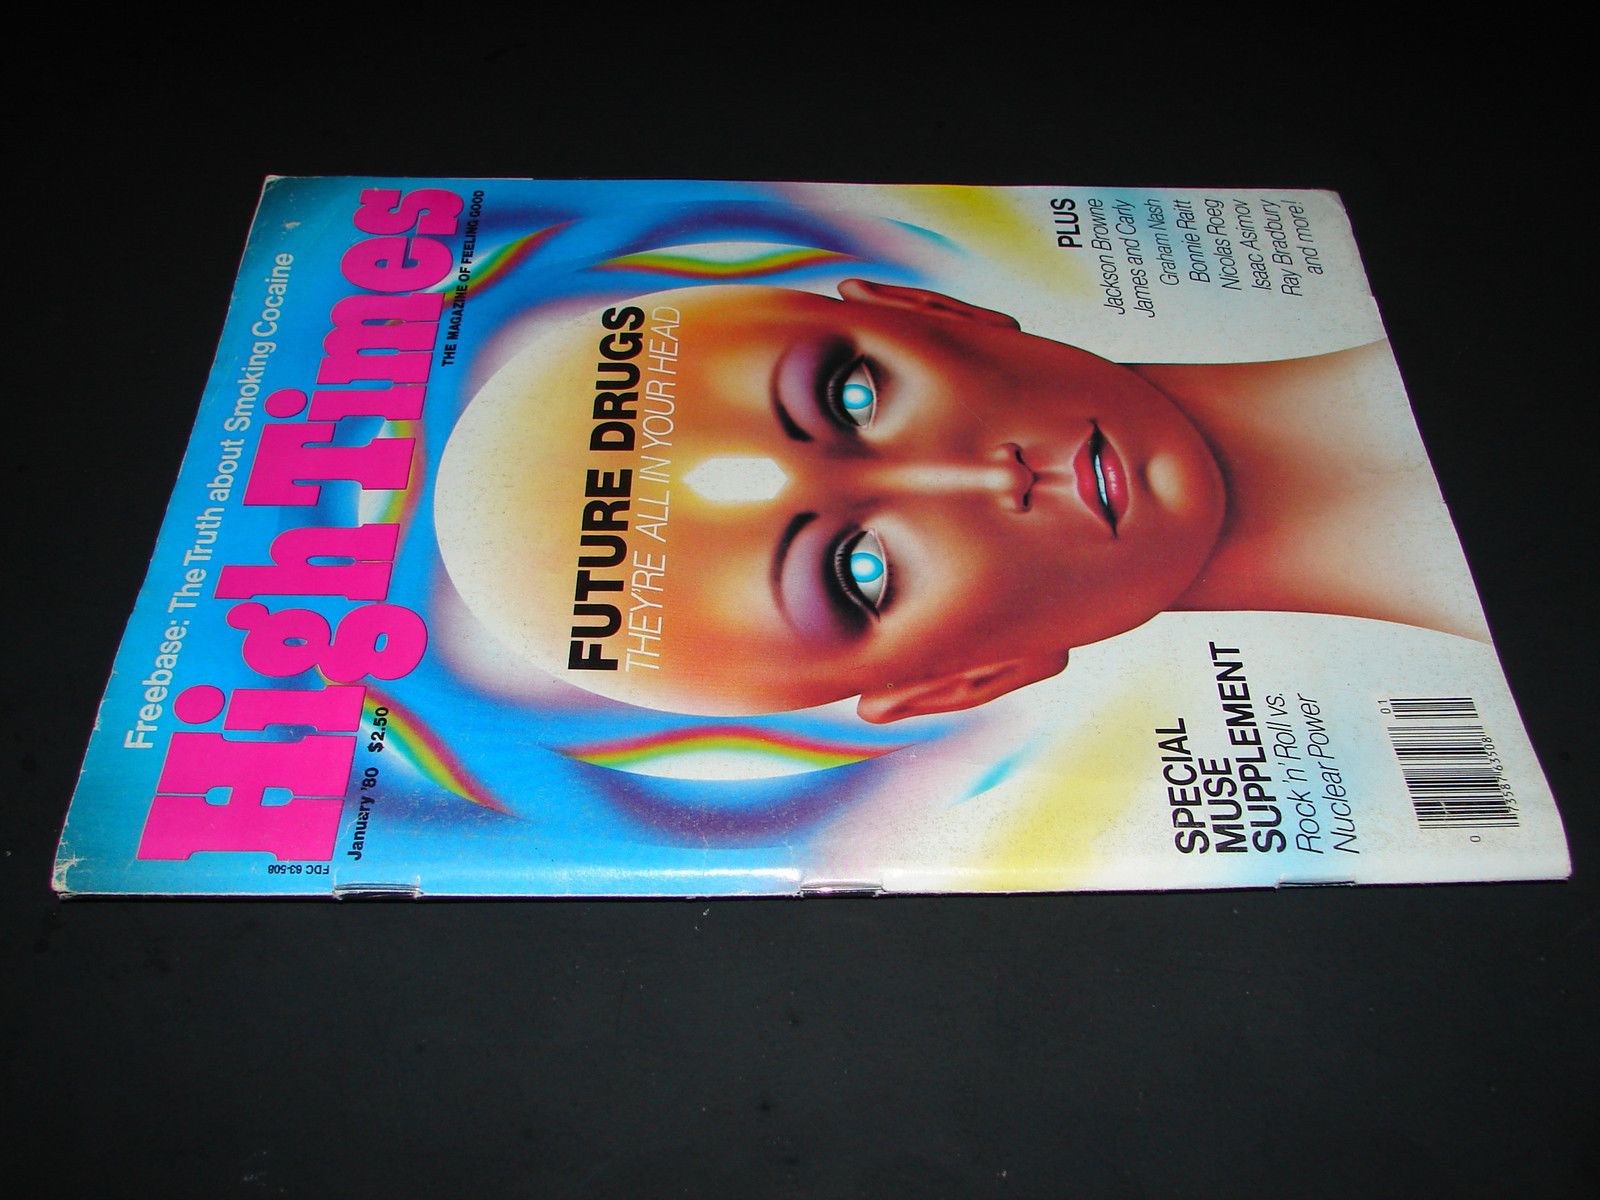 Freebase: The Truth about Smoking Cocaine
High Times
FDC 63-508
January '80 $2.50
THE MAGAZINE OF FEELING GOOD
FUTURE DRUGS
THEY'RE ALL IN YOUR HEAD
PLUS
Jackson Browne
James and Carly
Graham Nash
Bonnie Raitt
Nicolas Roeg
Isaac Asimov
Ray Bradbury
and more!
SPECIAL
MUSE
SUPPLEMENT
Rock 'n' Roll vs.
Nuclear Power
01
0